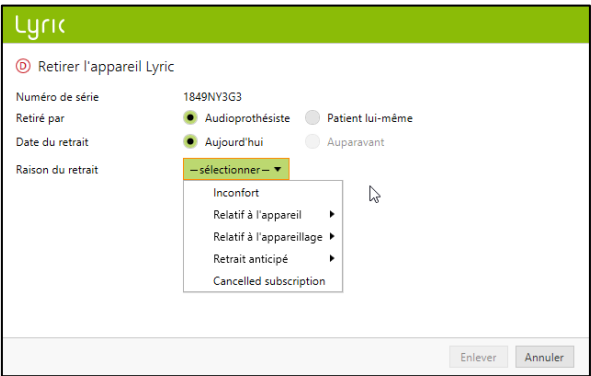 Lyric
D Retirer l'appareil Lyric
Numéro de série 1849NY3G3
Retiré par Audioprothésiste Patient lui-même
Date du retrait Aujourd'hui Auparavant
Raison du retrait – sélectionner –
Inconfort
Relatif à l'appareil
Relatif à l'appareillage
Retrait anticipé
Cancelled subscription
Enlever Annuler